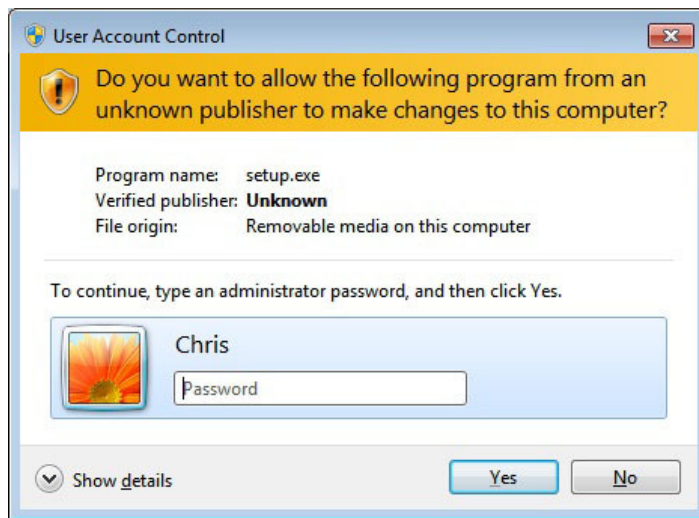 User Account Control
Do you want to allow the following program from an
unknown publisher to make changes to this computer?
Program name: setup.exe
Verified publisher: Unknown
File origin: Removable media on this computer
To continue, type an administrator password, and then click Yes.
Chris
Password
Show details
Yes
No